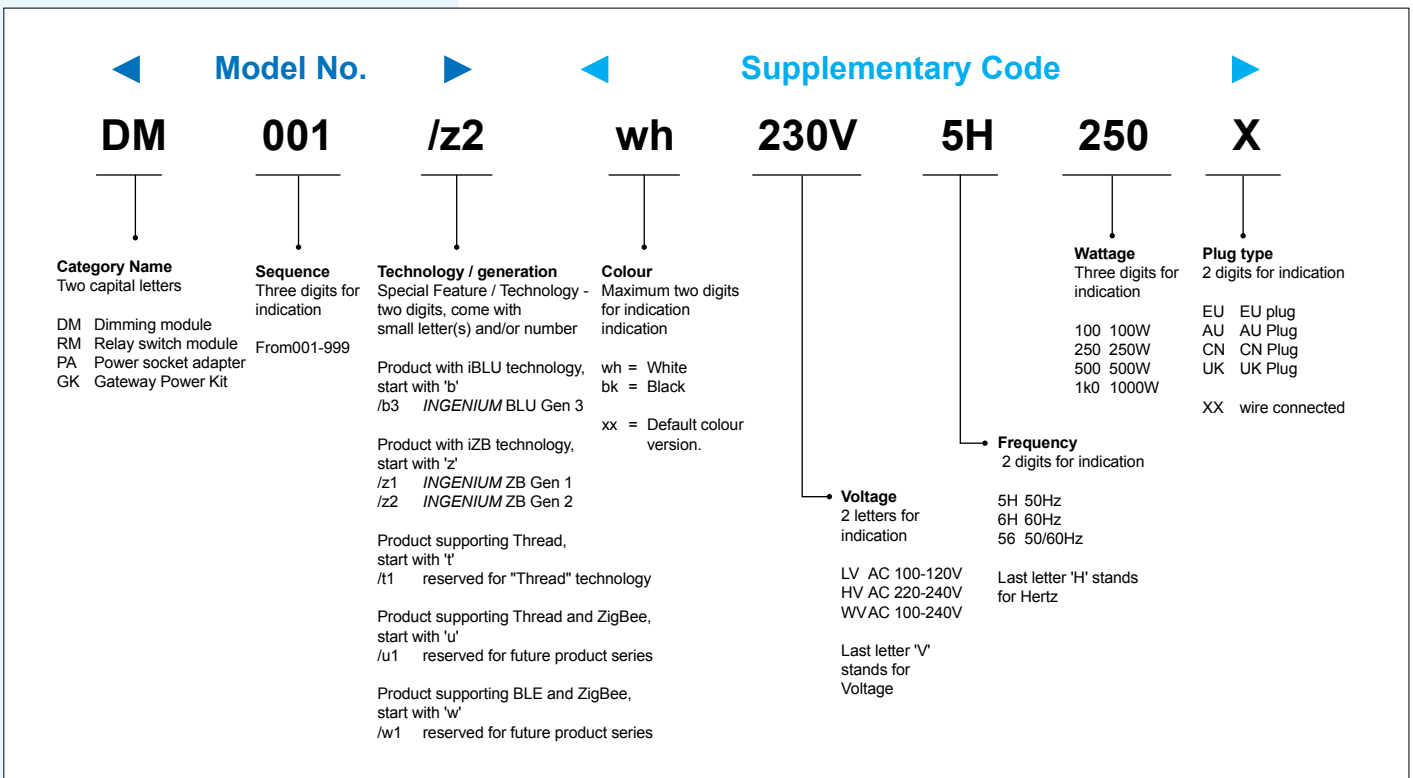 Model No.
Supplementary Code
DM 001 /z2 wh 230V 5H 250 X
Category Name
Two capital letters
DM Dimming module
RM Relay switch module
PA Power socket adapter
GK Gateway Power Kit
Sequence
Three digits for
indication
From001-999
Technology / generation
Special Feature / Technology -
two digits, come with
small letter(s) and/or number
Product with iBLU technology,
start with 'b'
/b3 INGENIUM BLU Gen 3
Product with iZB technology,
start with 'z'
/z1 INGENIUM ZB Gen 1
/z2 INGENIUM ZB Gen 2
Product supporting Thread,
start with 't'
/t1 reserved for "Thread" technology
Product supporting Thread and ZigBee,
start with 'u'
/u1 reserved for future product series
Product supporting BLE and ZigBee,
start with 'w'
/w1 reserved for future product series
Colour
Maximum two digits
for indication
indication
wh = White
bk = Black
xx = Default colour
version.
Voltage
2 letters for
indication
LV AC 100-120V
HV AC 220-240V
WV AC 100-240V
Last letter 'V'
stands for
Voltage
Frequency
2 digits for indication
5H 50Hz
6H 60Hz
56 50/60Hz
Last letter 'H' stands
for Hertz
Wattage
Three digits for
indication
100 100W
250 250W
500 500W
1k0 1000W
Plug type
2 digits for indication
EU EU plug
AU AU Plug
CN CN Plug
UK UK Plug
XX wire connected